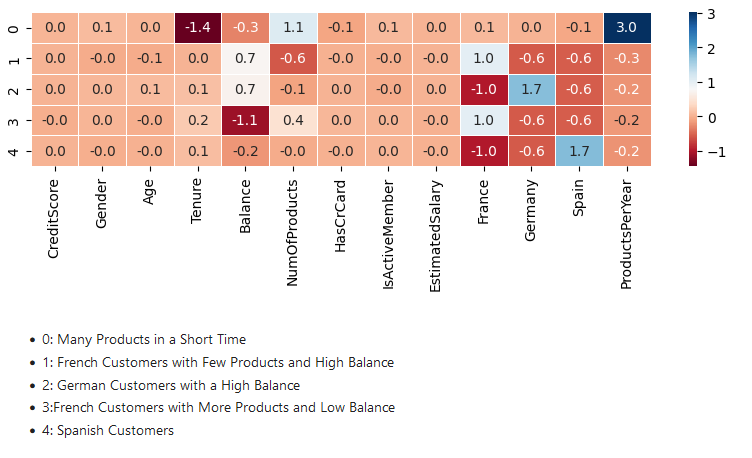 0 0.0 0.1 0.0 -1.4 -0.3 1.1 -0.1 0.1 0.0 0.1 0.0 -0.1 3.0
1 0.0 -0.0 -0.1 0.0 0.7 -0.6 -0.0 -0.0 -0.0 1.0 -0.6 -0.6 -0.3
2 0.0 0.0 0.1 0.1 0.7 -0.1 0.0 -0.0 0.0 -1.0 1.7 -0.6 -0.2
3 -0.0 0.0 -0.0 0.2 -1.1 0.4 0.0 0.0 -0.0 1.0 -0.6 -0.6 -0.2
4 0.0 -0.0 -0.0 0.1 -0.2 -0.0 -0.0 0.0 -0.0 -1.0 -0.6 1.7 -0.2
CreditScore
Gender
Age
Tenure
Balance
NumOfProducts
HasCrCard
IsActiveMember
EstimatedSalary
France
Germany
Spain
ProductsPerYear
3
2
1
0
−1
• 0: Many Products in a Short Time
• 1: French Customers with Few Products and High Balance
• 2: German Customers with a High Balance
• 3:French Customers with More Products and Low Balance
• 4: Spanish Customers